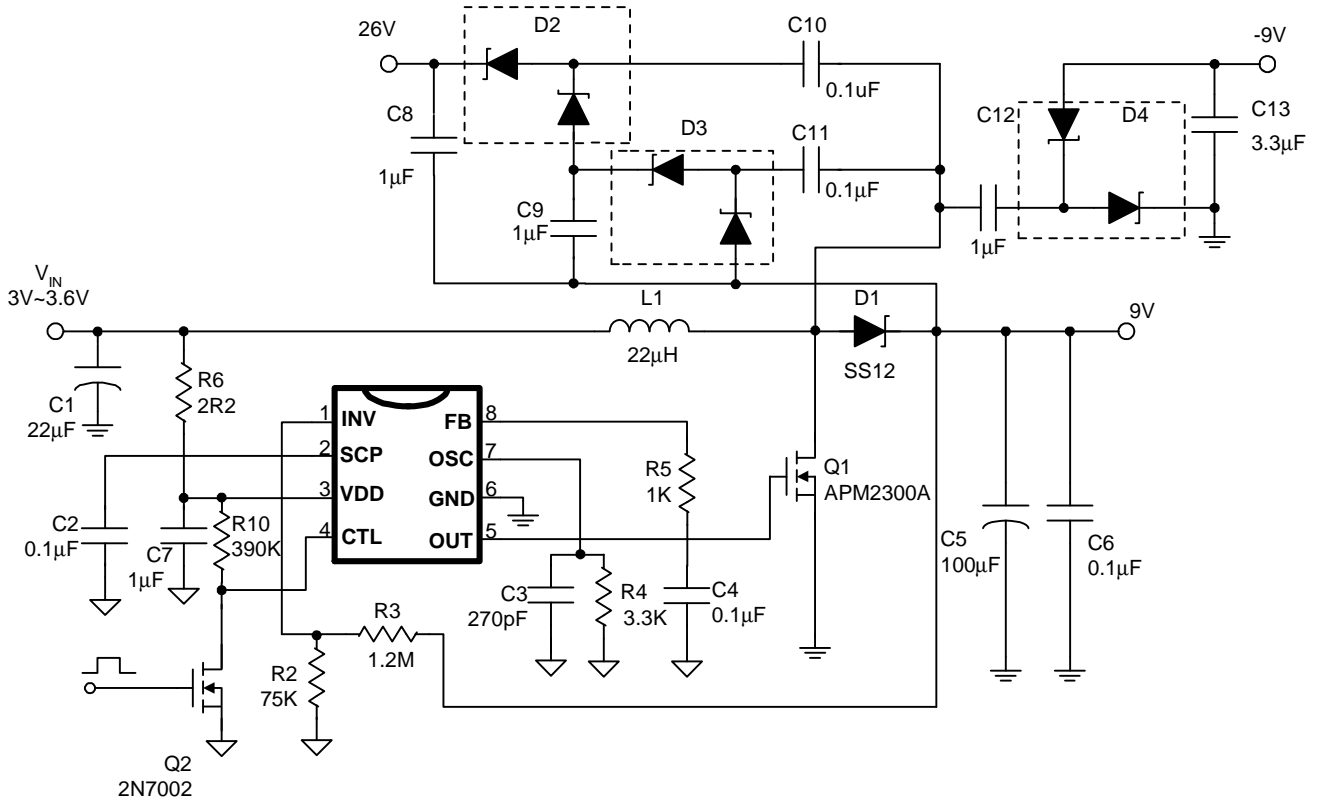 26V
D2
C10
0.1uF
-9V
C8
1μF
D3
C11
0.1μF
C12
1μF
D4
C13
3.3μF
C9
1μF
VIN
3V~3.6V
L1
22μH
D1
SS12
9V
C1
22μF
R6
2R2
1
INV
FB
8
2
SCP
OSC
7
3
VDD
GND
6
4
CTL
OUT
5
R5
1K
Q1
APM2300A
C2
0.1μF
C7
1μF
R10
390K
C3
270pF
R4
3.3K
C4
0.1μF
C5
100μF
C6
0.1μF
R3
1.2M
R2
75K
Q2
2N7002